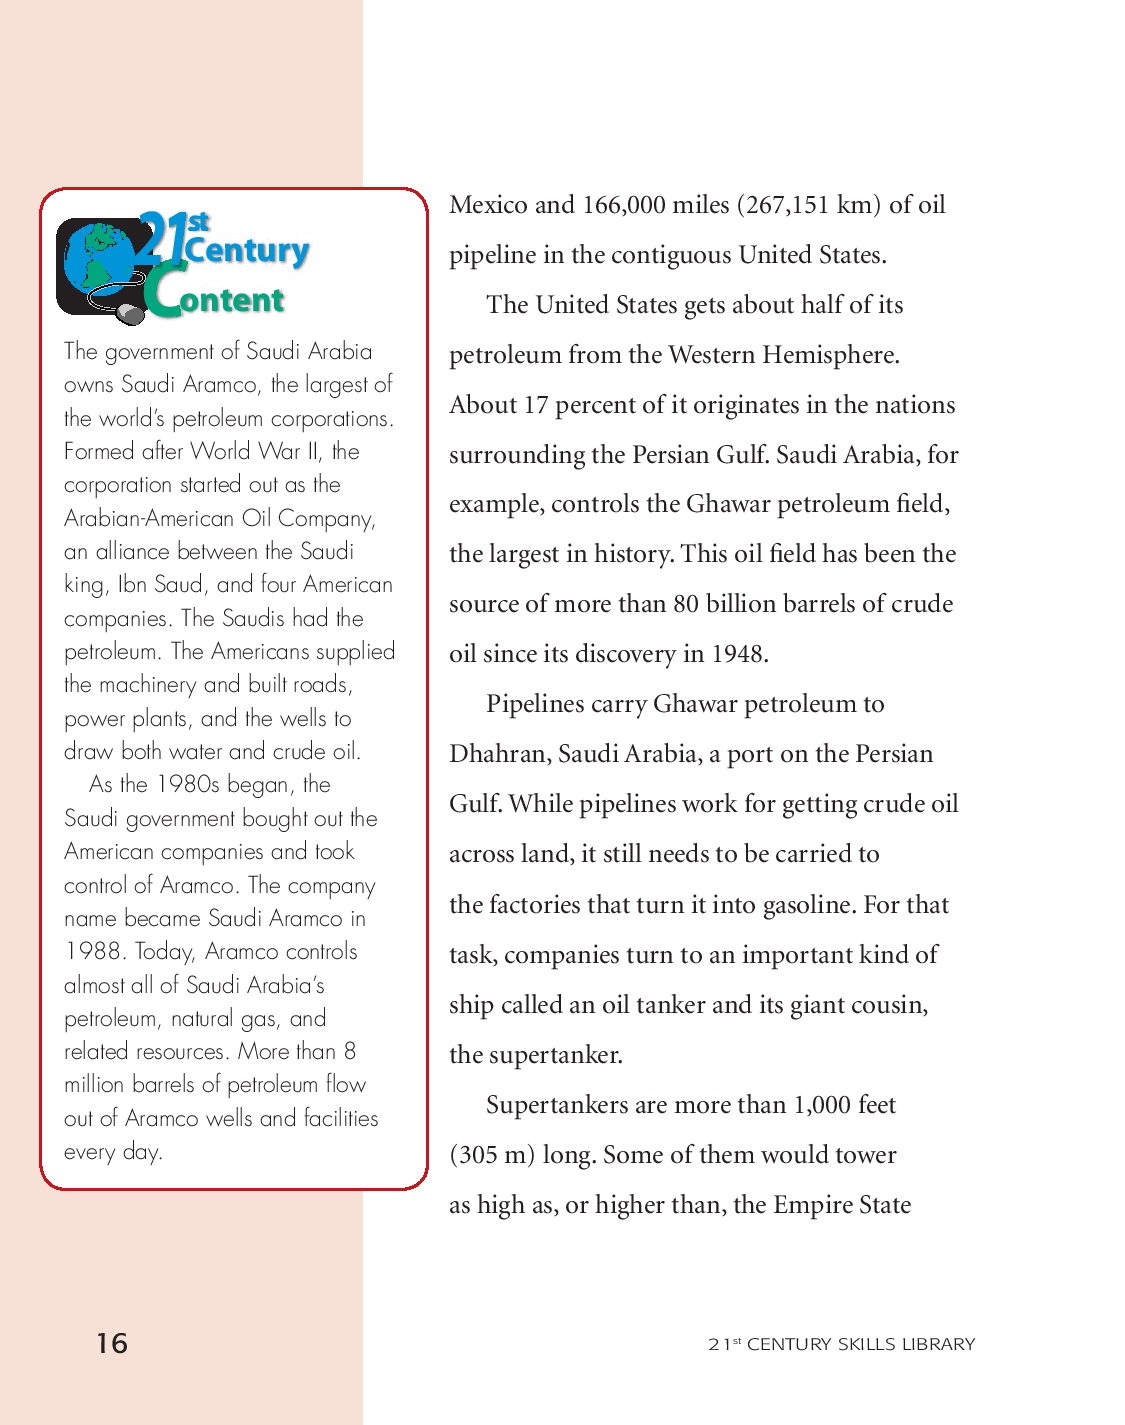 21st
Century
Content
The government of Saudi Arabia
owns Saudi Aramco, the largest of
the world’s petroleum corporations.
Formed after World War II, the
corporation started out as the
Arabian-American Oil Company,
an alliance between the Saudi
king, Ibn Saud, and four American
companies. The Saudis had the
petroleum. The Americans supplied
the machinery and built roads,
power plants, and the wells to
draw both water and crude oil.
As the 1980s began, the
Saudi government bought out the
American companies and took
control of Aramco. The company
name became Saudi Aramco in
1988. Today, Aramco controls
almost all of Saudi Arabia’s
petroleum, natural gas, and
related resources. More than 8
million barrels of petroleum flow
out of Aramco wells and facilities
every day.
Mexico and 166,000 miles (267,151 km) of oil
pipeline in the contiguous United States.
The United States gets about half of its
petroleum from the Western Hemisphere.
About 17 percent of it originates in the nations
surrounding the Persian Gulf. Saudi Arabia, for
example, controls the Ghawar petroleum field,
the largest in history. This oil field has been the
source of more than 80 billion barrels of crude
oil since its discovery in 1948.
Pipelines carry Ghawar petroleum to
Dhahran, Saudi Arabia, a port on the Persian
Gulf. While pipelines work for getting crude oil
across land, it still needs to be carried to
the factories that turn it into gasoline. For that
task, companies turn to an important kind of
ship called an oil tanker and its giant cousin,
the supertanker.
Supertankers are more than 1,000 feet
(305 m) long. Some of them would tower
as high as, or higher than, the Empire State
16
21st CENTURY SKILLS LIBRARY